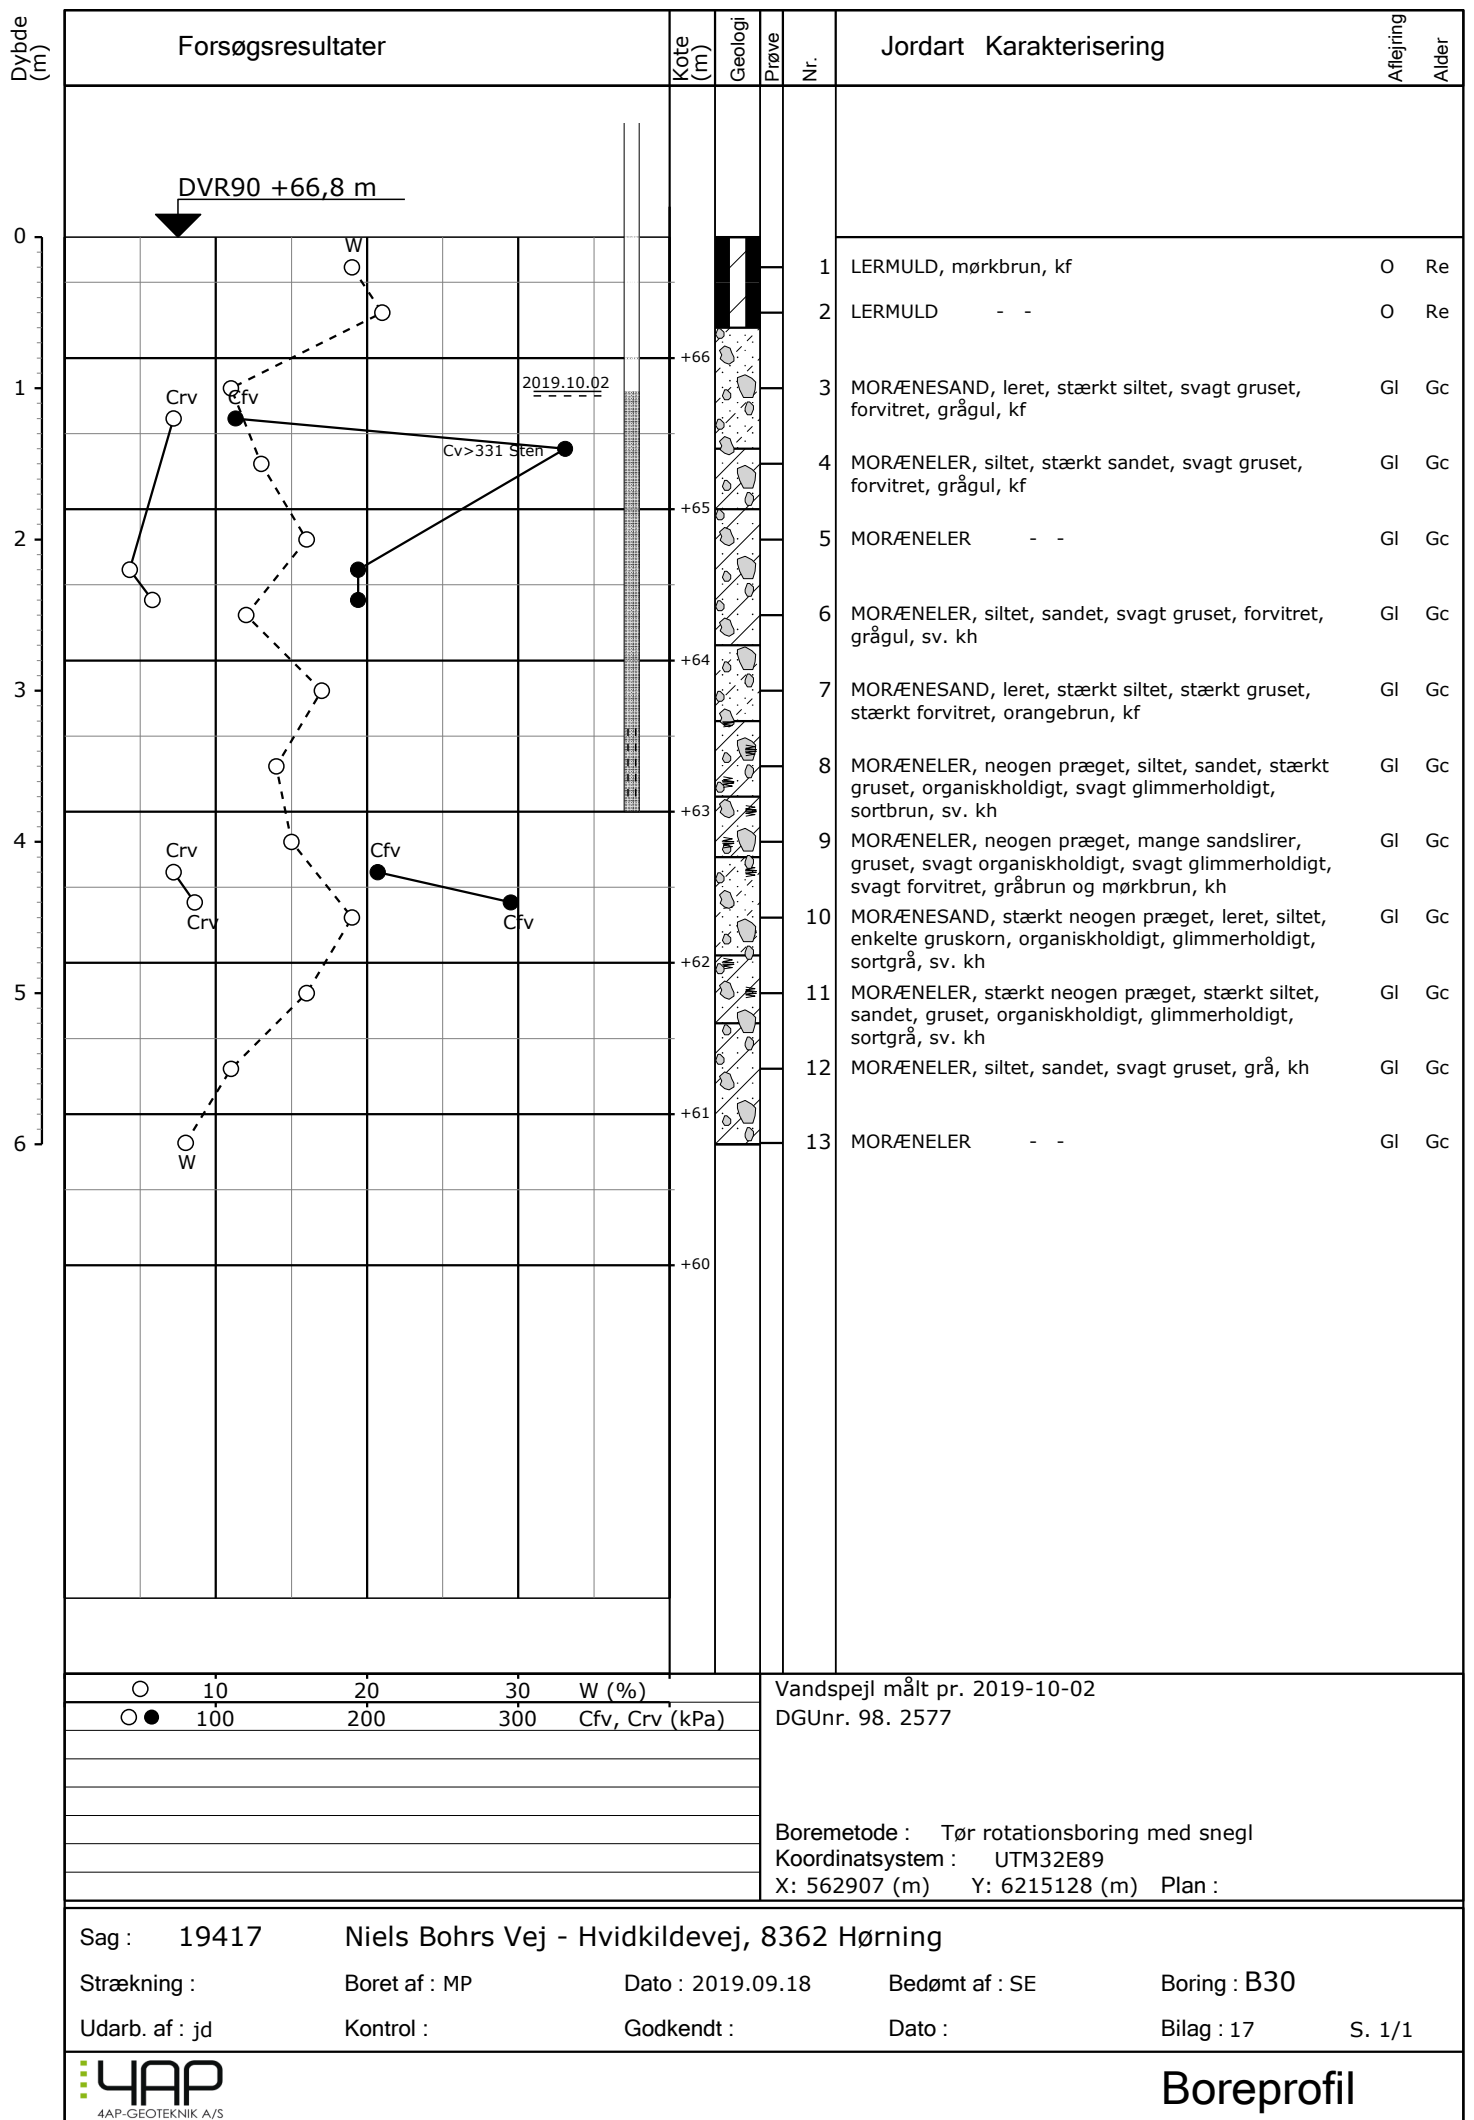 Dybde (m)
Forsøgsresultater
Kote (m)
Geologi
Prøve
Nr.
Jordart Karakterisering
Aflejring
Alder
DVR90 +66,8 m
0
W
1 LERMULD, mørkbrun, kf O Re
2 LERMULD - - O Re
+66
2019.10.02
1
Crv
Cfv
3 MORÆNESAND, leret, stærkt siltet, svagt gruset, Gl Gc
forvitret, grågul, kf
Cv>331 Sten
4 MORÆNELER, siltet, stærkt sandet, svagt gruset, Gl Gc
forvitret, grågul, kf
+65
2
5 MORÆNELER - - Gl Gc
6 MORÆNELER, siltet, sandet, svagt gruset, forvitret, Gl Gc
grågul, sv. kh
+64
3
7 MORÆNESAND, leret, stærkt siltet, stærkt gruset, Gl Gc
stærkt forvitret, orangebrun, kf
8 MORÆNELER, neogen præget, siltet, sandet, stærkt Gl Gc
gruset, organiskholdigt, svagt glimmerholdigt,
sortbrun, sv. kh
+63
4
Crv
Cfv
9 MORÆNELER, neogen præget, mange sandslirer, Gl Gc
gruset, svagt organiskholdigt, svagt glimmerholdigt,
svagt forvitret, gråbrun og mørkbrun, kh
Crv
Cfv
10 MORÆNESAND, stærkt neogen præget, leret, siltet, Gl Gc
enkelte gruskorn, organiskholdigt, glimmerholdigt,
sortgrå, sv. kh
+62
5
11 MORÆNELER, stærkt neogen præget, stærkt siltet, Gl Gc
sandet, gruset, organiskholdigt, glimmerholdigt,
sortgrå, sv. kh
12 MORÆNELER, siltet, sandet, svagt gruset, grå, kh Gl Gc
+61
6
W
13 MORÆNELER - - Gl Gc
+60
10 20 30 W (%)
100 200 300 Cfv, Crv (kPa)
Vandspejl målt pr. 2019-10-02
DGUnr. 98. 2577
Boremetode : Tør rotationsboring med snegl
Koordinatsystem : UTM32E89
X: 562907 (m) Y: 6215128 (m) Plan :
Sag : 19417 Niels Bohrs Vej - Hvidkildevej, 8362 Hørning
Strækning : Boret af : MP Dato : 2019.09.18 Bedømt af : SE Boring : B30
Udarb. af : jd Kontrol : Godkendt : Dato : Bilag : 17 S. 1/1
4AP
4AP-GEOTEKNIK A/S
Boreprofil